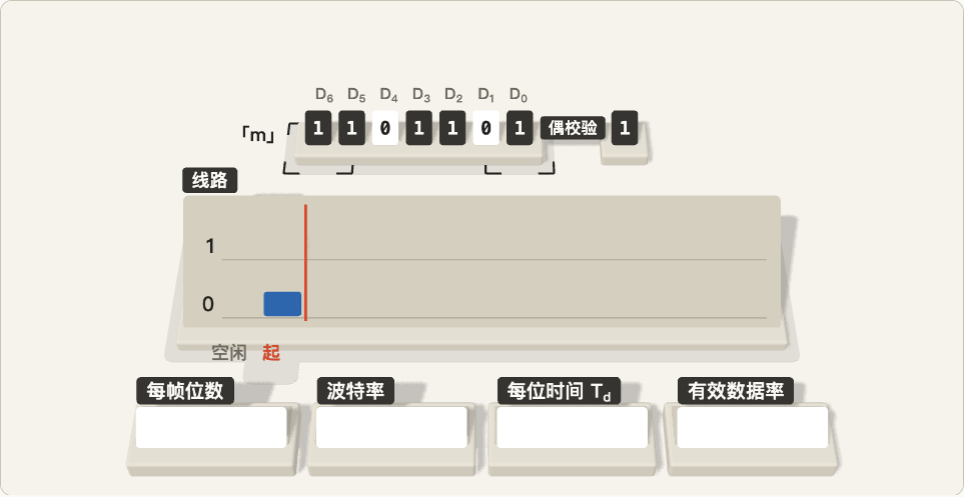 D₆ D₅ D₄ D₃ D₂ D₁ D₀
「m」 1 1 0 1 1 0 1 偶校验 1
线路
1
0
空闲 起
每帧位数 波特率 每位时间 T_d 有效数据率